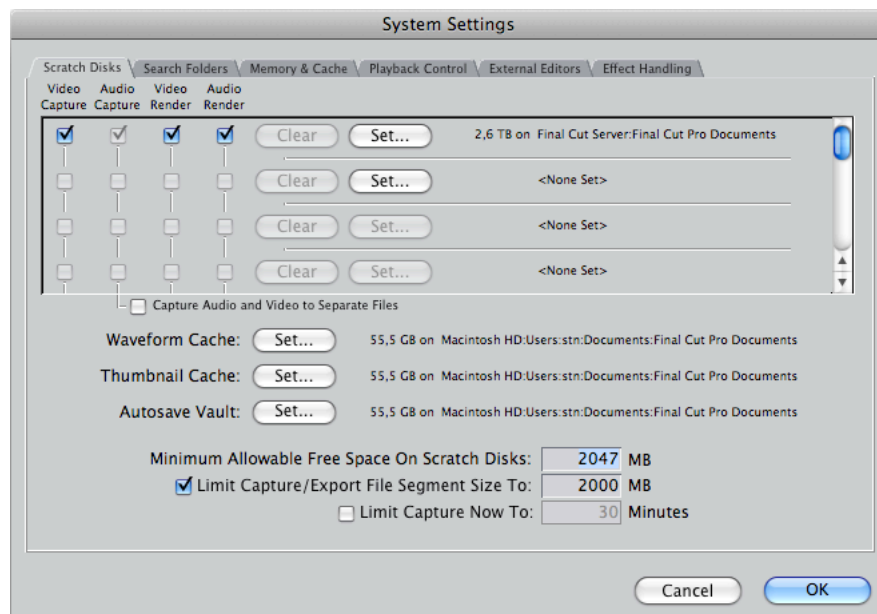 System Settings
Scratch Disks Search Folders Memory & Cache Playback Control External Editors Effect Handling
Video Audio Video Audio
Capture Capture Render Render
Clear Set... 2,6 TB on Final Cut Server:Final Cut Pro Documents
Clear Set... <None Set>
Clear Set... <None Set>
Clear Set... <None Set>
Capture Audio and Video to Separate Files
Waveform Cache: Set... 55,5 GB on Macintosh HD:Users:stn:Documents:Final Cut Pro Documents
Thumbnail Cache: Set... 55,5 GB on Macintosh HD:Users:stn:Documents:Final Cut Pro Documents
Autosave Vault: Set... 55,5 GB on Macintosh HD:Users:stn:Documents:Final Cut Pro Documents
Minimum Allowable Free Space On Scratch Disks: 2047 MB
Limit Capture/Export File Segment Size To: 2000 MB
Limit Capture Now To: 30 Minutes
Cancel OK